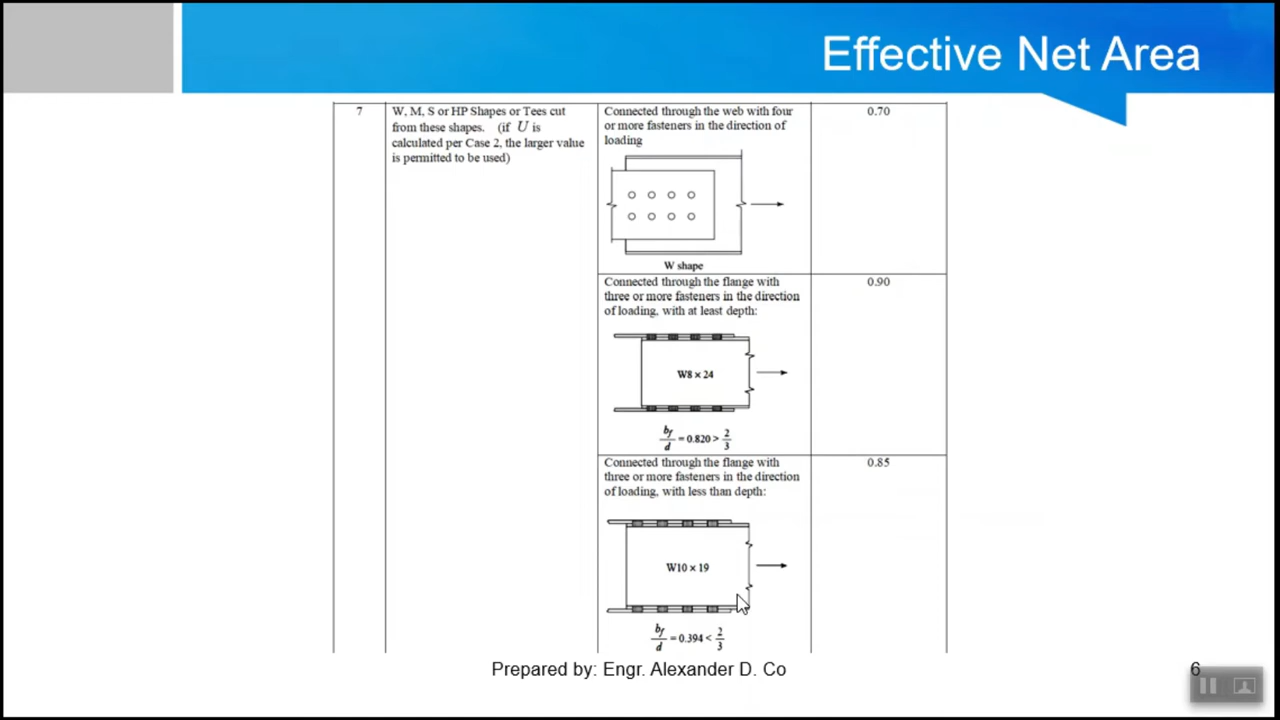 Effective Net Area
7
W, M, S or HP Shapes or Tees cut
from these shapes. (if U is
calculated per Case 2, the larger value
is permitted to be used)
Connected through the web with four
or more fasteners in the direction of
loading
W shape
0.70
Connected through the flange with
three or more fasteners in the direction
of loading, with at least depth:
W8 × 24
bf/d = 0.820 > 2/3
0.90
Connected through the flange with
three or more fasteners in the direction
of loading, with less than depth:
W10 × 19
bf/d = 0.394 < 2/3
0.85
Prepared by: Engr. Alexander D. Co
6